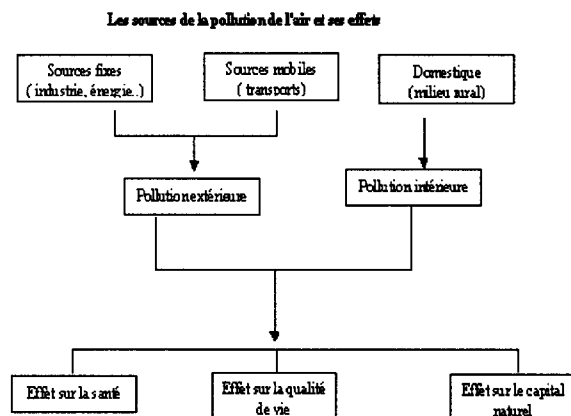 Les sources de la pollution de l'air et ses effets
Sources fixes
( industrie, énergie..)
Sources mobiles
( transports)
Domestique
(milieu rural)
Pollution extérieure
Pollution intérieure
Effet sur la santé
Effet sur la qualité
de vie
Effet sur le capital
naturel